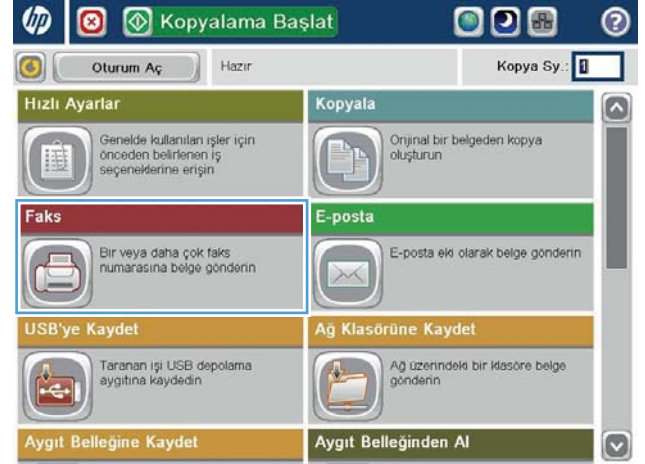 hp
Kopyalama Başlat
?
Oturum Aç
Hazır
Kopya Sy.: 1
Hızlı Ayarlar
Genelde kullanılan işler için
önceden belirlenen iş
seçeneklerine erişin
Kopyala
Orijinal bir belgeden kopya
oluşturun
Faks
Bir veya daha çok faks
numarasına belge gönderin
E-posta
E-posta eki olarak belge gönderin
USB'ye Kaydet
Taranan işi USB depolama
aygıtına kaydedin
Ağ Klasörüne Kaydet
Ağ üzerindeki bir klasöre belge
gönderin
Aygıt Belleğine Kaydet
Aygıt Belleğinden Al